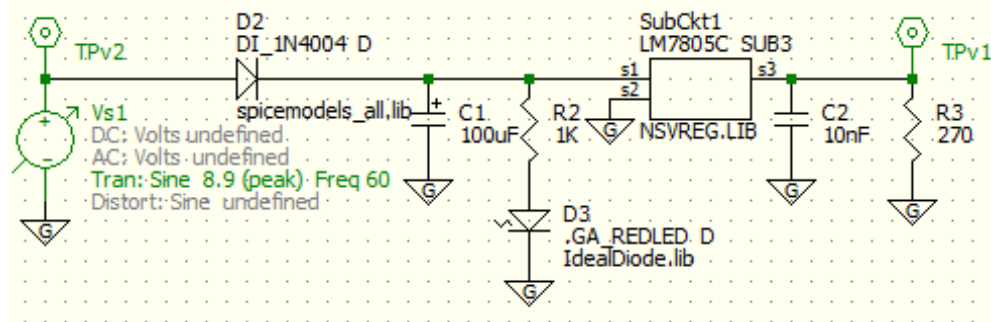 TPv2
D2
DI_1N4004 D
spicemodels_all.lib
Vs1
DC: Volts undefined
AC: Volts undefined
Tran: Sine 8.9 (peak) Freq 60
Distort: Sine undefined
G
C1
100uF
G
R2
1K
D3
.GA_REDLED D
IdealDiode.lib
G
SubCkt1
LM7805C SUB3
s1
s2
s3
G
NSVREG.LIB
C2
10nF
G
TPv1
R3
270
G